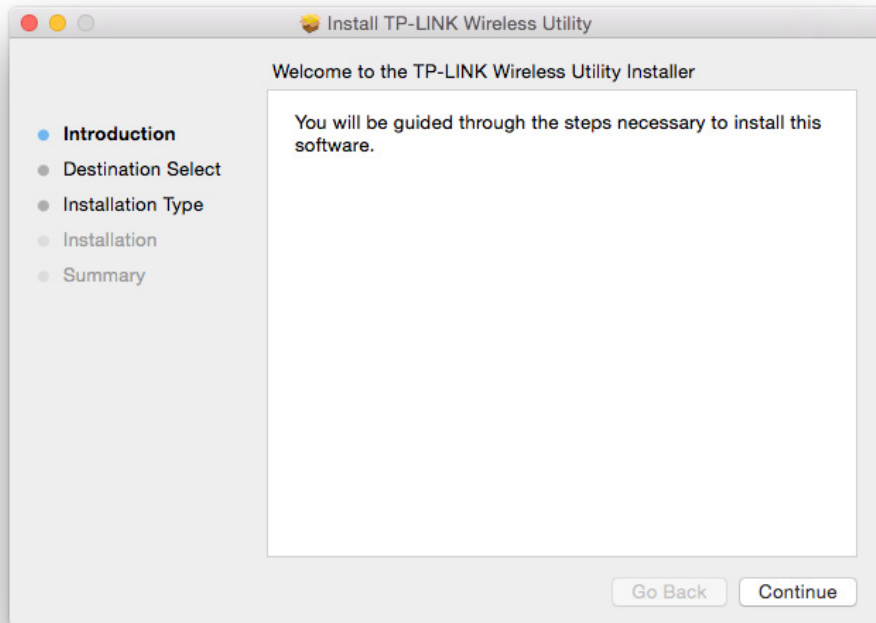 Install TP-LINK Wireless Utility
Welcome to the TP-LINK Wireless Utility Installer
Introduction
Destination Select
Installation Type
Installation
Summary
You will be guided through the steps necessary to install this
software.
Go Back
Continue